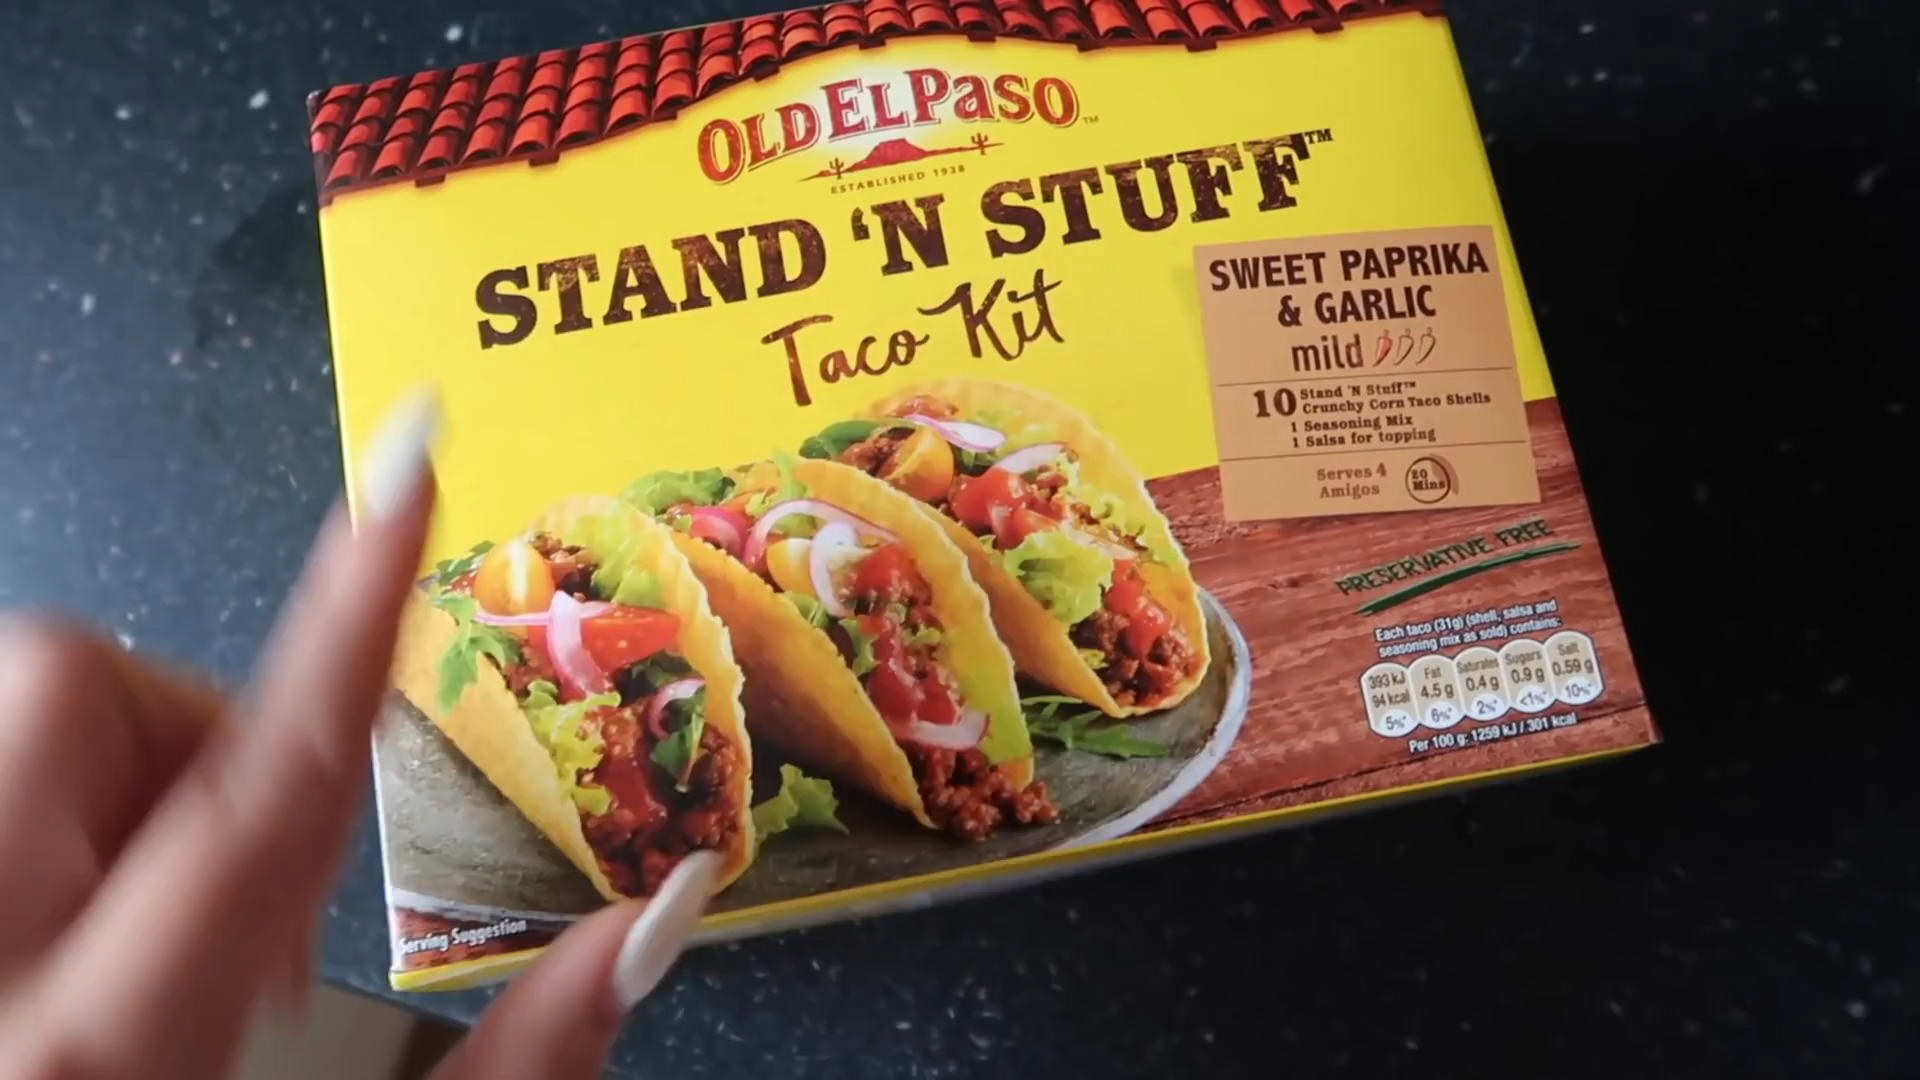 OLD EL PASO™
ESTABLISHED 1938
STAND 'N STUFF™
Taco Kit
SWEET PAPRIKA
& GARLIC
mild
10 Stand 'N Stuff™
Crunchy Corn Taco Shells
1 Seasoning Mix
1 Salsa for topping
Serves 4
Amigos
20
Mins
PRESERVATIVE FREE
Each taco (31g) (shell, salsa and
seasoning mix as sold) contains:
393 kJ
94 kcal
5%*
Fat
4.5 g
6%*
Saturates
0.4 g
2%*
Sugars
0.9 g
<1%*
Salt
0.59 g
10%*
Per 100 g: 1259 kJ / 301 kcal
Serving Suggestion